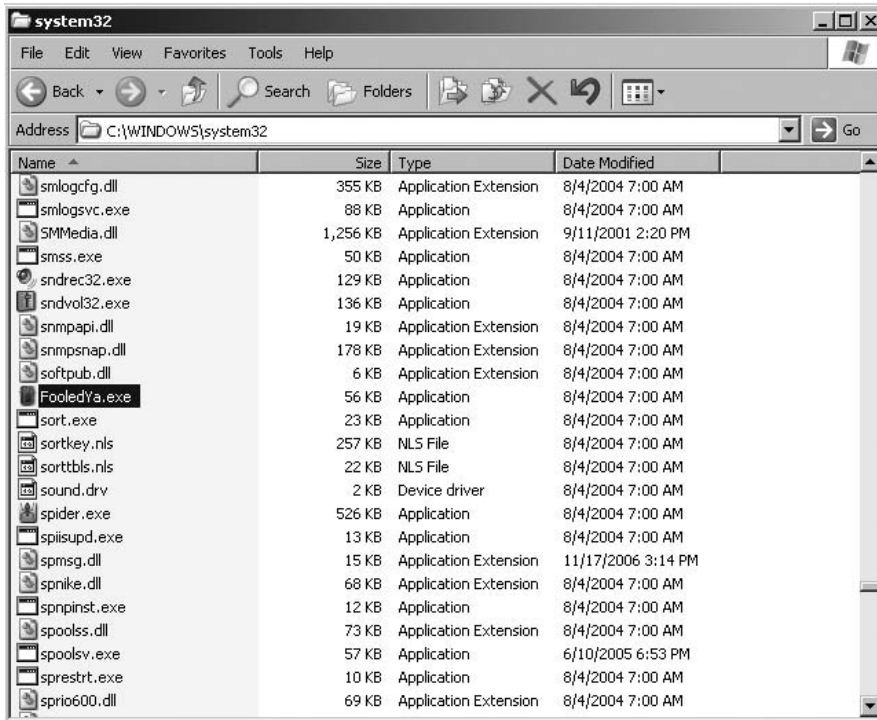 system32
File Edit View Favorites Tools Help
Back Search Folders
Address C:\WINDOWS\system32 Go
Name Size Type Date Modified
smlogcfg.dll 355 KB Application Extension 8/4/2004 7:00 AM
smlogsvc.exe 88 KB Application 8/4/2004 7:00 AM
SMMedia.dll 1,256 KB Application Extension 9/11/2001 2:20 PM
smss.exe 50 KB Application 8/4/2004 7:00 AM
sndrec32.exe 129 KB Application 8/4/2004 7:00 AM
sndvol32.exe 136 KB Application 8/4/2004 7:00 AM
snmpapi.dll 19 KB Application Extension 8/4/2004 7:00 AM
snmpsnap.dll 178 KB Application Extension 8/4/2004 7:00 AM
softpub.dll 6 KB Application Extension 8/4/2004 7:00 AM
FooledYa.exe 56 KB Application 8/4/2004 7:00 AM
sort.exe 23 KB Application 8/4/2004 7:00 AM
sortkey.nls 257 KB NLS File 8/4/2004 7:00 AM
sorttbls.nls 22 KB NLS File 8/4/2004 7:00 AM
sound.drv 2 KB Device driver 8/4/2004 7:00 AM
spider.exe 526 KB Application 8/4/2004 7:00 AM
spiisupd.exe 13 KB Application 8/4/2004 7:00 AM
spmsg.dll 15 KB Application Extension 11/17/2006 3:14 PM
spnike.dll 68 KB Application Extension 8/4/2004 7:00 AM
spnpinst.exe 12 KB Application 8/4/2004 7:00 AM
spoolss.dll 73 KB Application Extension 8/4/2004 7:00 AM
spoolsv.exe 57 KB Application 6/10/2005 6:53 PM
sprestrt.exe 10 KB Application 8/4/2004 7:00 AM
sprio600.dll 69 KB Application Extension 8/4/2004 7:00 AM